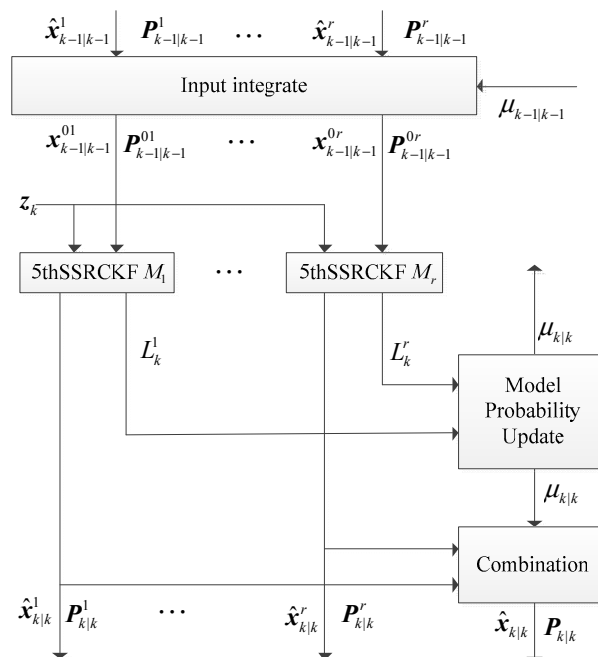 x̂¹ₖ₋₁|ₖ₋₁ P¹ₖ₋₁|ₖ₋₁ ··· x̂ʳₖ₋₁|ₖ₋₁ Pʳₖ₋₁|ₖ₋₁
Input integrate
μₖ₋₁|ₖ₋₁
x⁰¹ₖ₋₁|ₖ₋₁ P⁰¹ₖ₋₁|ₖ₋₁ ··· x⁰ʳₖ₋₁|ₖ₋₁ P⁰ʳₖ₋₁|ₖ₋₁
zₖ
5thSSRCKF M₁ ··· 5thSSRCKF Mᵣ
μₖ|ₖ
L¹ₖ Lʳₖ
Model
Probability
Update
μₖ|ₖ
Combination
x̂¹ₖ|ₖ P¹ₖ|ₖ ··· x̂ʳₖ|ₖ Pʳₖ|ₖ x̂ₖ|ₖ Pₖ|ₖ